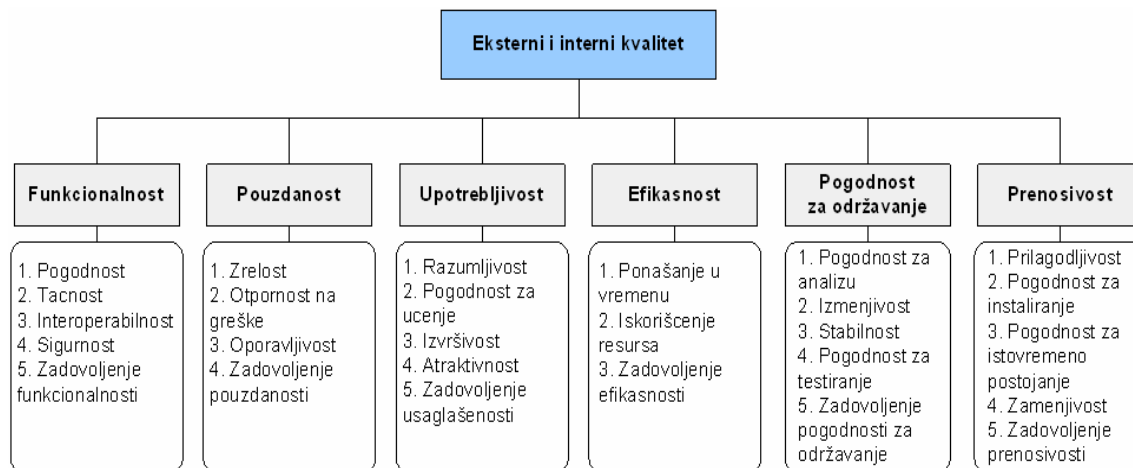 Eksterni i interni kvalitet
Funkcionalnost
1. Pogodnost
2. Tacnost
3. Interoperabilnost
4. Sigurnost
5. Zadovoljenje
funkcionalnosti
Pouzdanost
1. Zrelost
2. Otpornost na
greške
3. Oporavljivost
4. Zadovoljenje
pouzdanosti
Upotrebljivost
1. Razumljivost
2. Pogodnost za
ucenje
3. Izvršivost
4. Atraktivnost
5. Zadovoljenje
usaglašenosti
Efikasnost
1. Ponašanje u
vremenu
2. Iskorišcenje
resursa
3. Zadovoljenje
efikasnosti
Pogodnost
za održavanje
1. Pogodnost za
analizu
2. Izmenjivost
3. Stabilnost
4. Pogodnost za
testiranje
5. Zadovoljenje
pogodnosti za
održavanje
Prenosivost
1. Prilagodljivost
2. Pogodnost za
instaliranje
3. Pogodnost za
istovremeno
postojanje
4. Zamenjivost
5. Zadovoljenje
prenosivosti